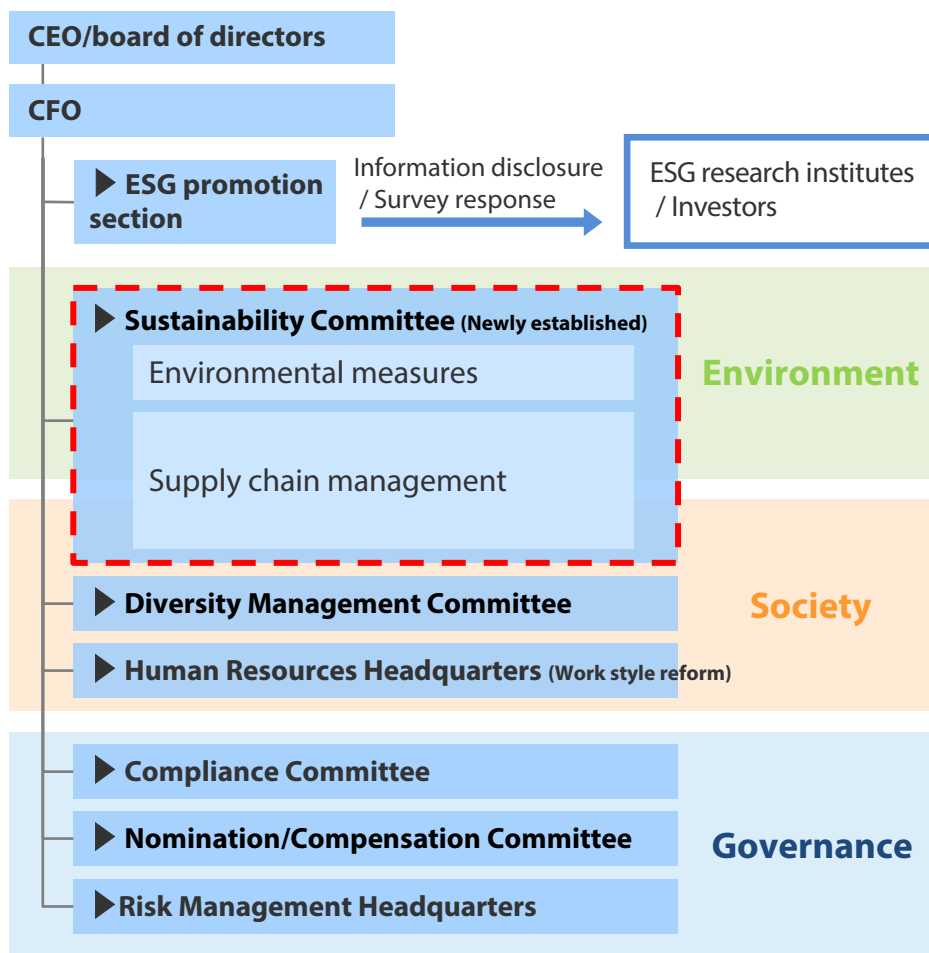 CEO/board of directors
CFO
▶ ESG promotion
section
Information disclosure
/ Survey response
ESG research institutes
/ Investors
▶ Sustainability Committee (Newly established)
Environmental measures
Supply chain management
Environment
▶ Diversity Management Committee
▶ Human Resources Headquarters (Work style reform)
Society
▶ Compliance Committee
▶ Nomination/Compensation Committee
▶Risk Management Headquarters
Governance